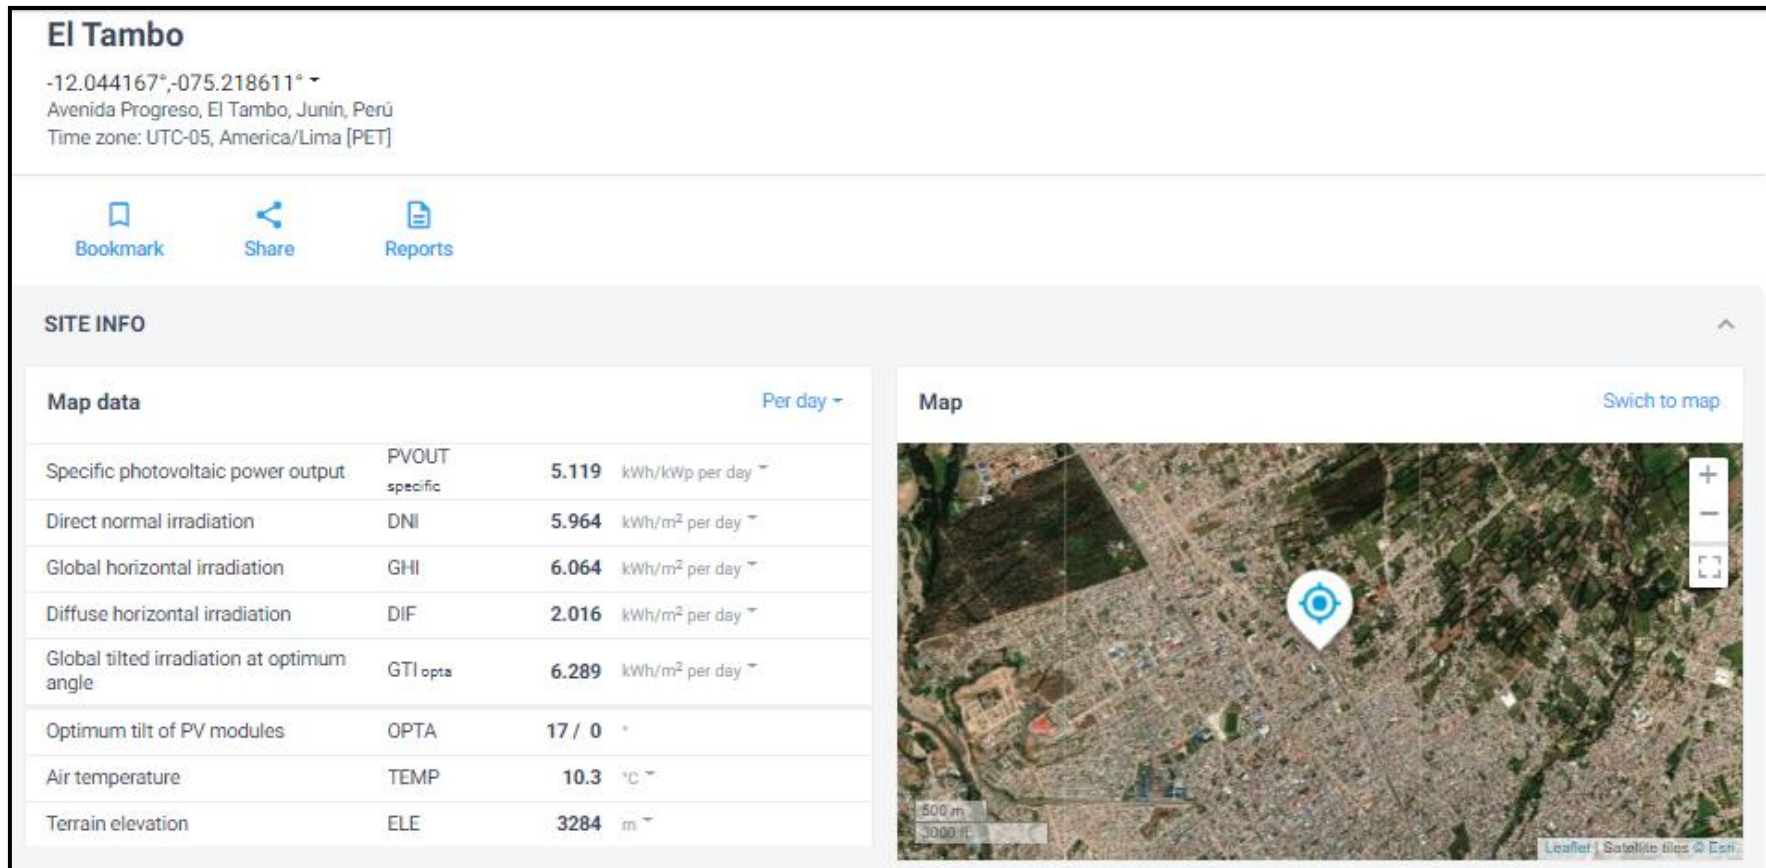 El Tambo
-12.044167°,-075.218611°
Avenida Progreso, El Tambo, Junín, Perú
Time zone: UTC-05, America/Lima [PET]
Bookmark Share Reports
SITE INFO
Map data Per day
Specific photovoltaic power output PVOUT specific 5.119 kWh/kWp per day
Direct normal irradiation DNI 5.964 kWh/m² per day
Global horizontal irradiation GHI 6.064 kWh/m² per day
Diffuse horizontal irradiation DIF 2.016 kWh/m² per day
Global tilted irradiation at optimum angle GTI opta 6.289 kWh/m² per day
Optimum tilt of PV modules OPTA 17 / 0 °
Air temperature TEMP 10.3 °C
Terrain elevation ELE 3284 m
Map Swich to map
+
−
500 m
3000 ft
Leaflet | Satellite tiles © Esri